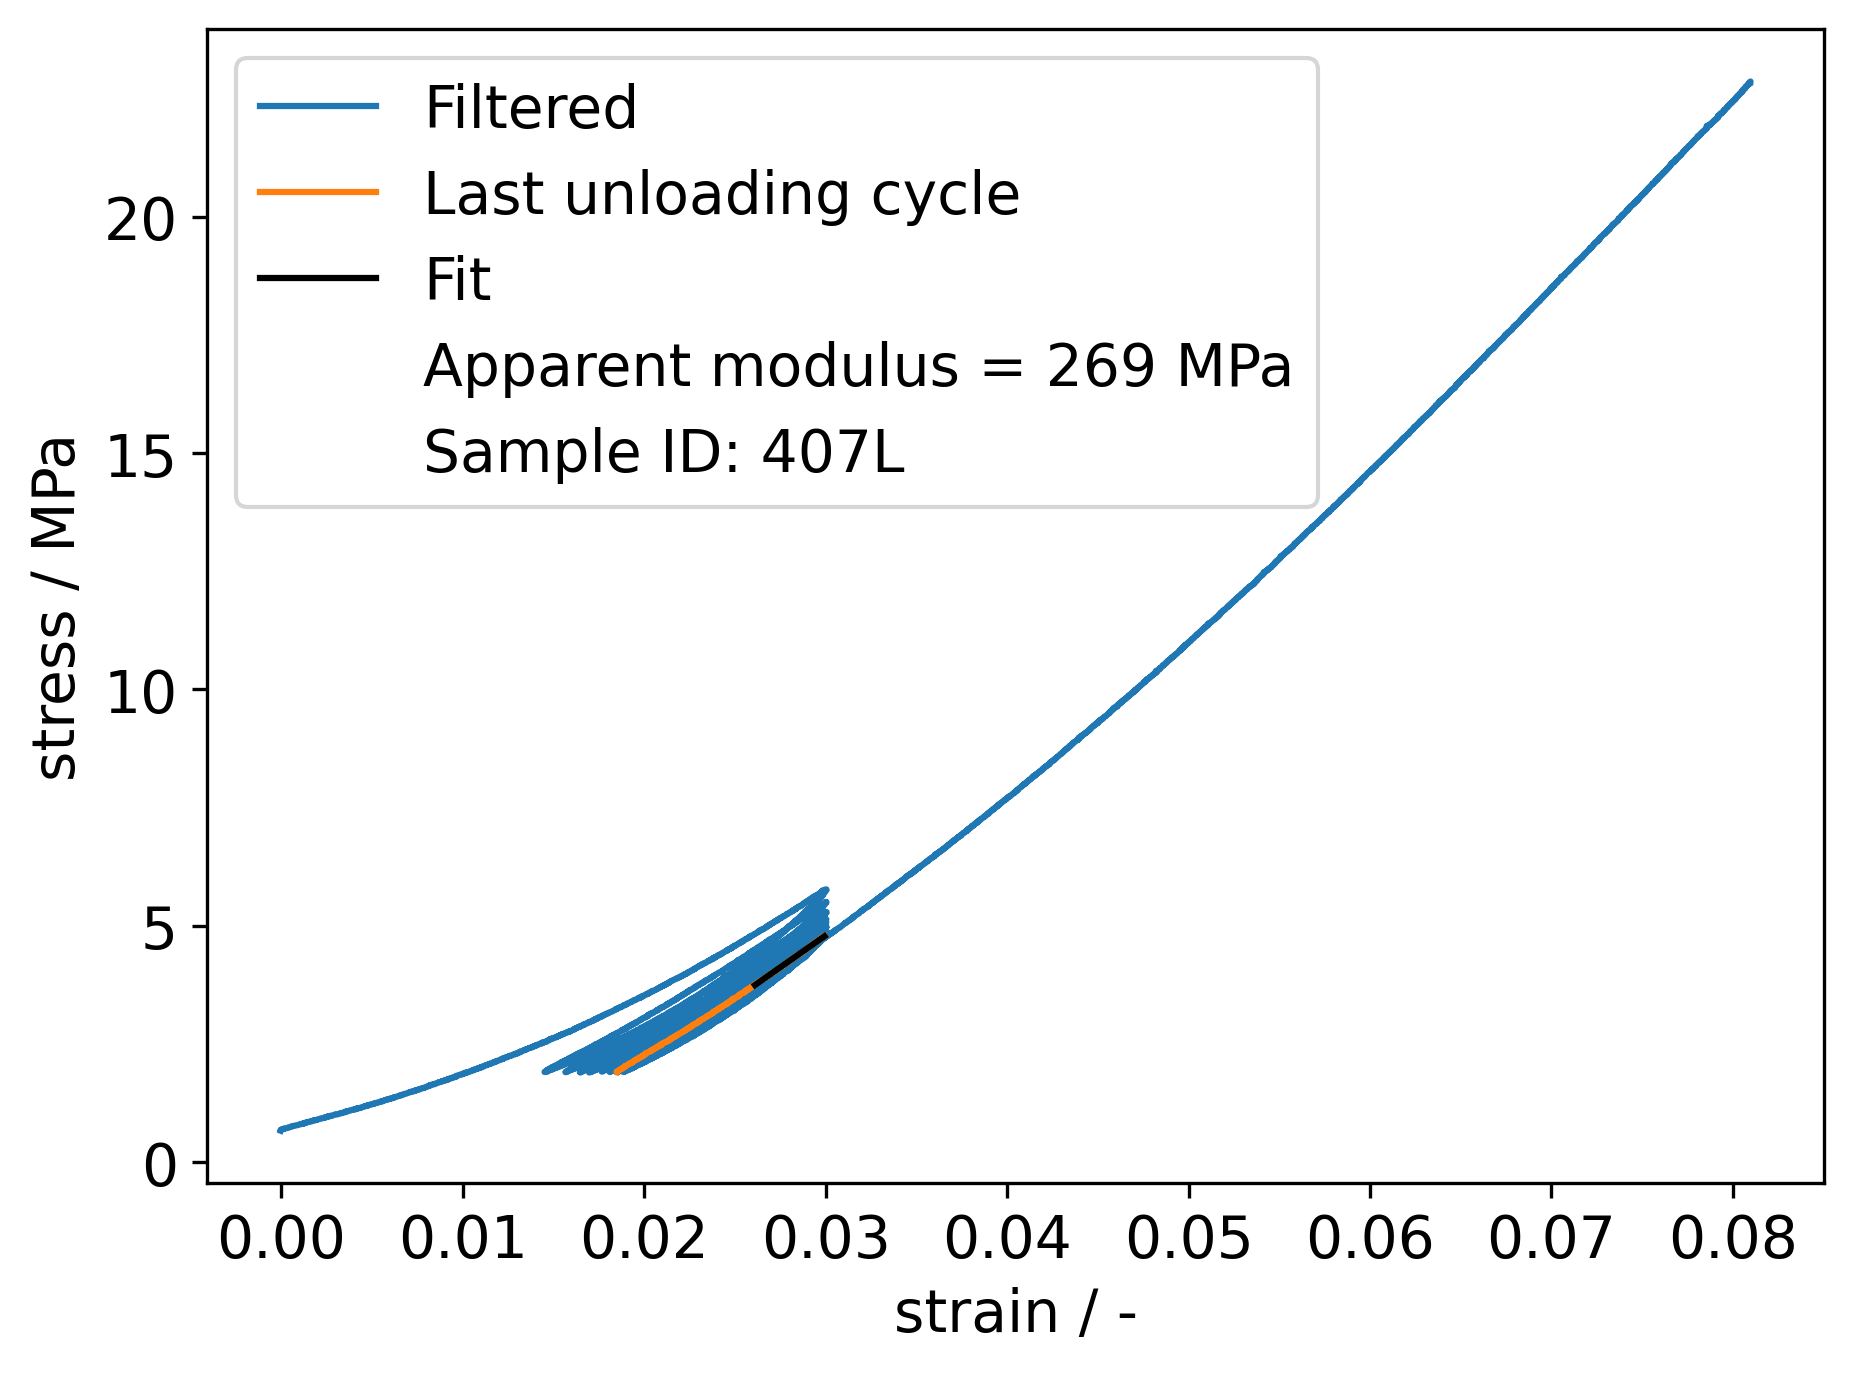 Filtered
Last unloading cycle
Fit
Apparent modulus = 269 MPa
Sample ID: 407L
stress / MPa
20
15
10
5
0
0.00 0.01 0.02 0.03 0.04 0.05 0.06 0.07 0.08
strain / -